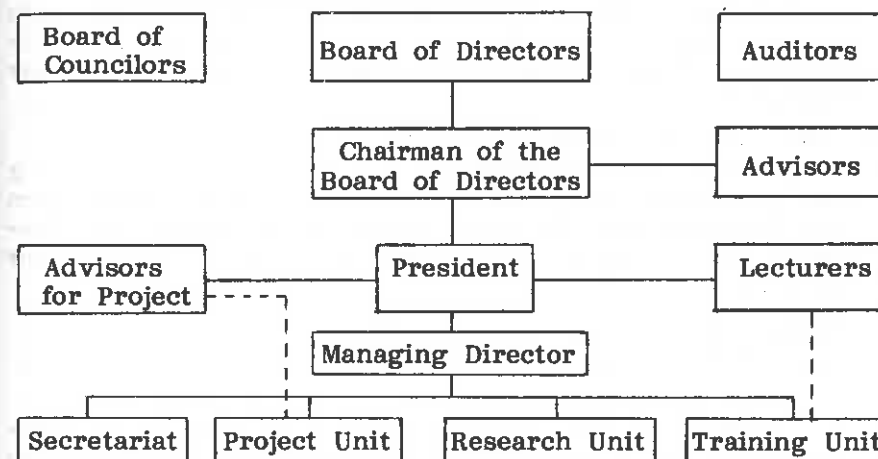 Board of
Councilors
Board of Directors
Auditors
Chairman of the
Board of Directors
Advisors
Advisors
for Project
President
Lecturers
Managing Director
Secretariat
Project Unit
Research Unit
Training Unit